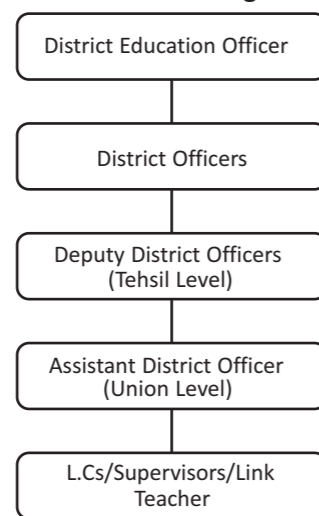 District Education Officer
District Officers
Deputy District Officers
(Tehsil Level)
Assistant District Officer
(Union Level)
L.Cs/Supervisors/Link
Teacher